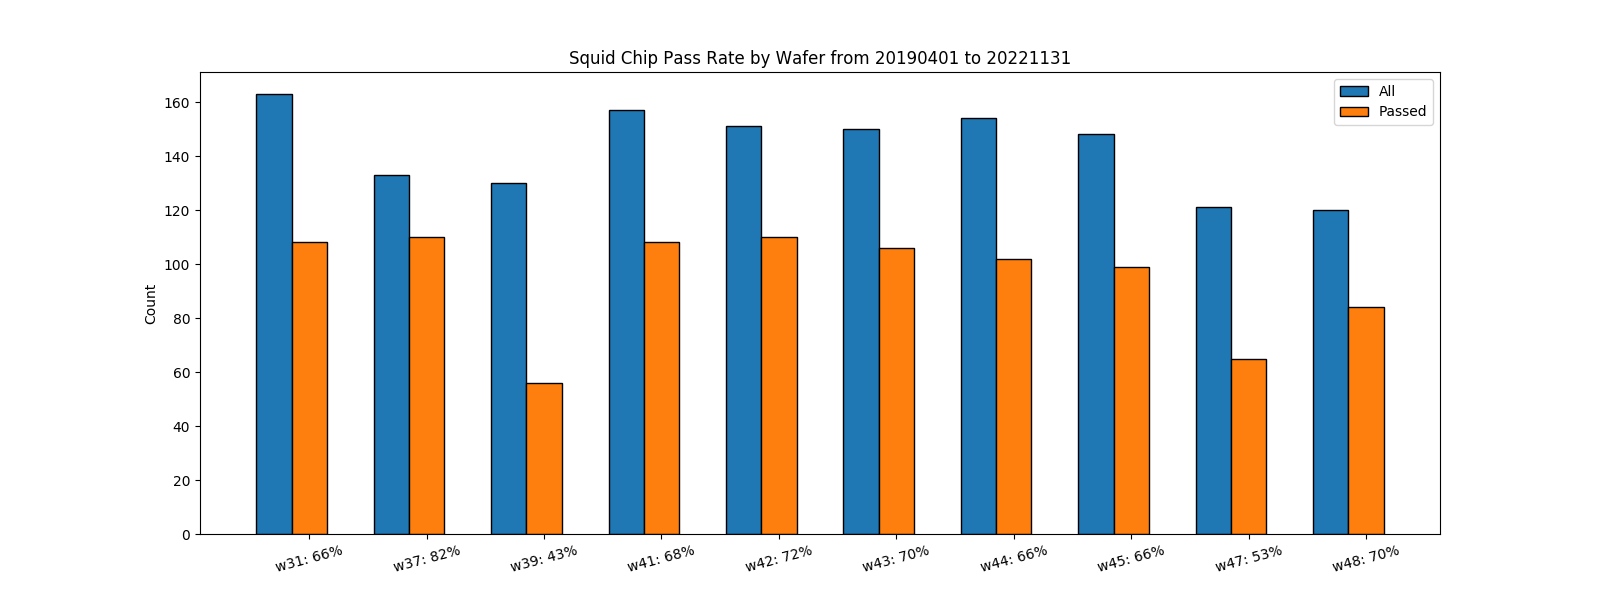 Squid Chip Pass Rate by Wafer from 20190401 to 20221131
All
Passed
Count
160
140
120
100
80
60
40
20
0
w31: 66%
w37: 82%
w39: 43%
w41: 68%
w42: 72%
w43: 70%
w44: 66%
w45: 66%
w47: 53%
w48: 70%